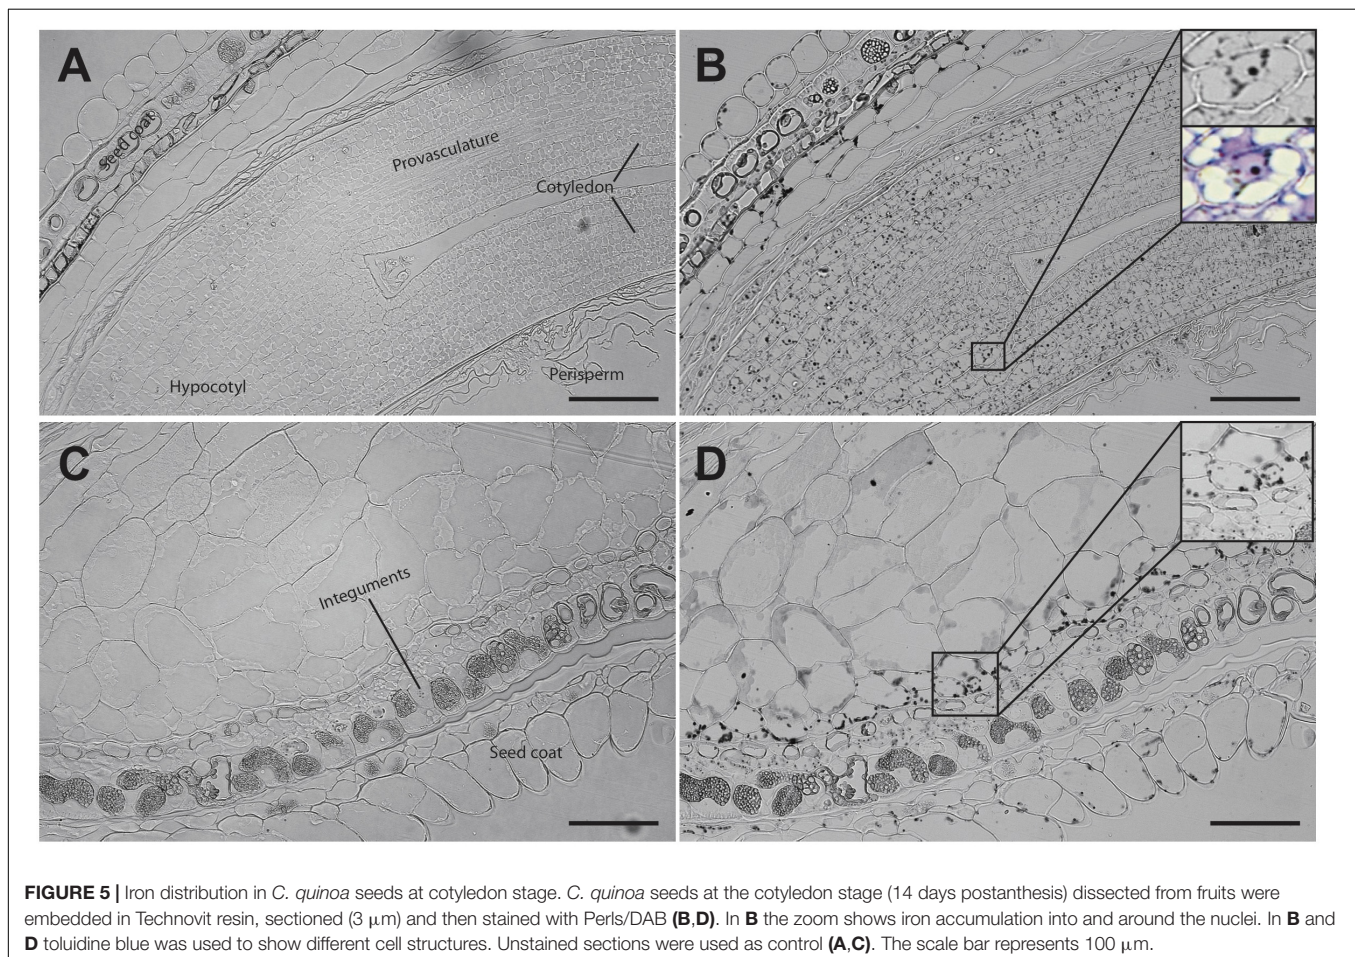 A
Seed coat
Provasculature
Cotyledon
Hypocotyl
Perisperm
B
C
Integuments
Seed coat
D
FIGURE 5 | Iron distribution in C. quinoa seeds at cotyledon stage. C. quinoa seeds at the cotyledon stage (14 days postanthesis) dissected from fruits were
embedded in Technovit resin, sectioned (3 μm) and then stained with Perls/DAB (B,D). In B the zoom shows iron accumulation into and around the nuclei. In B and
D toluidine blue was used to show different cell structures. Unstained sections were used as control (A,C). The scale bar represents 100 μm.